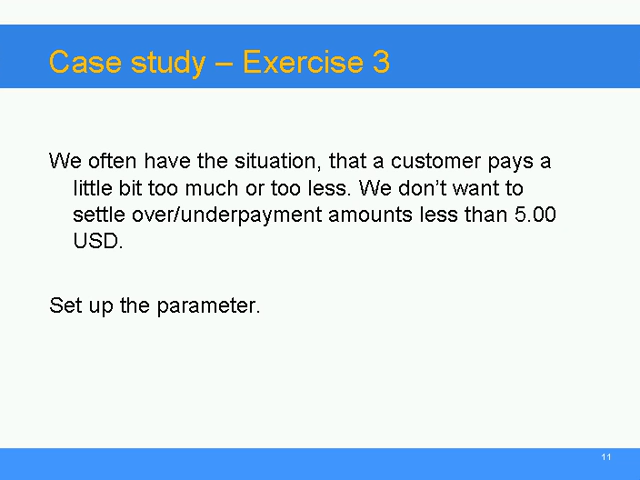 Case study – Exercise 3
We often have the situation, that a customer pays a
little bit too much or too less. We don’t want to
settle over/underpayment amounts less than 5.00
USD.
Set up the parameter.
11